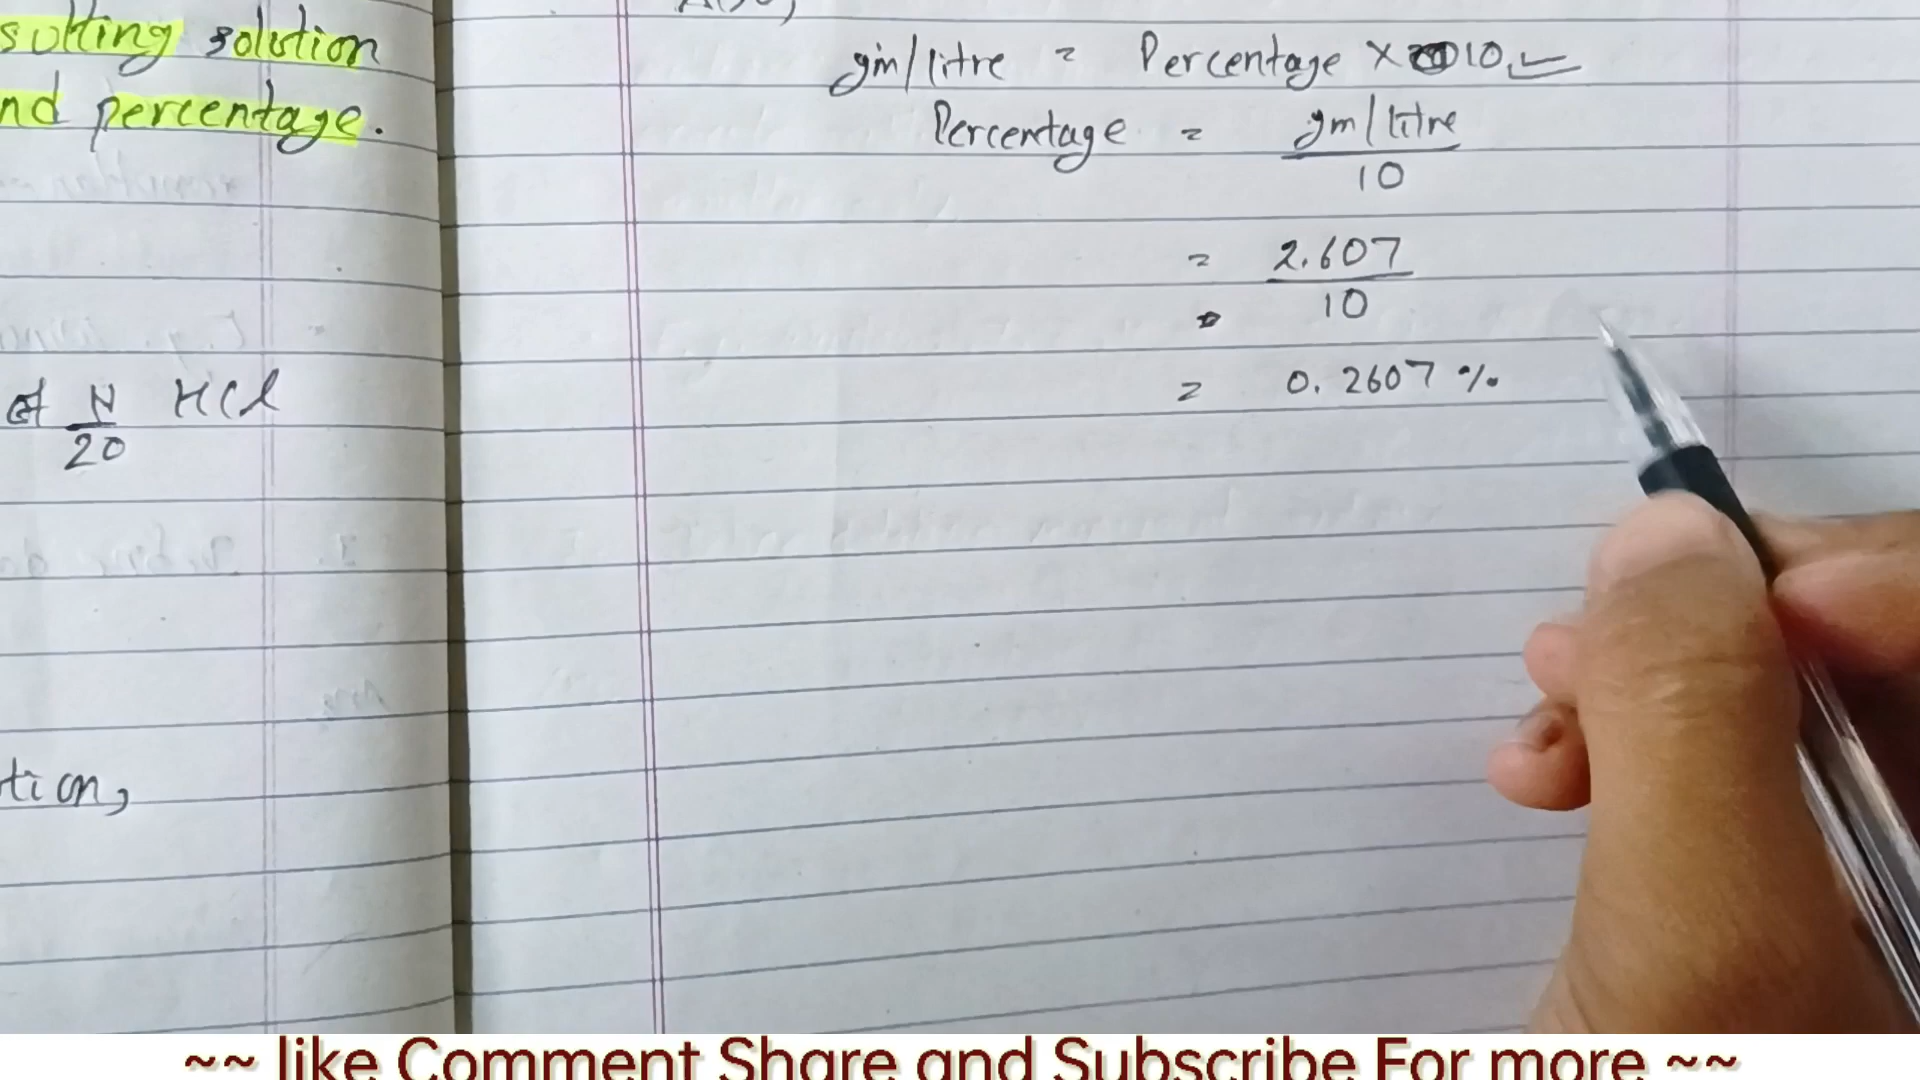 sulting solution
nd percentage.
of N/20 HCl
tion,
gm/litre = Percentage × 10
Percentage = gm/litre
10
= 2.607
10
= 0.2607 %
~~ like Comment Share and Subscribe For more ~~